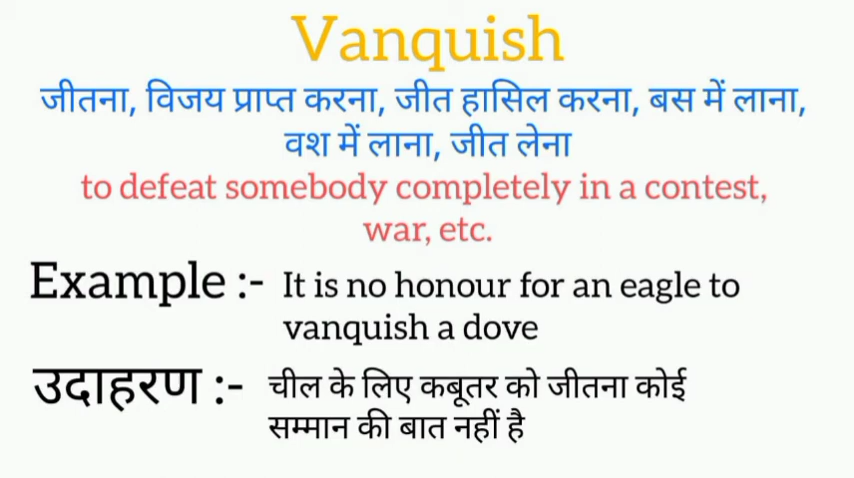 Vanquish
जीतना, विजय प्राप्त करना, जीत हासिल करना, बस में लाना,
वश में लाना, जीत लेना
to defeat somebody completely in a contest,
war, etc.
Example :- It is no honour for an eagle to
vanquish a dove
उदाहरण :- चील के लिए कबूतर को जीतना कोई
सम्मान की बात नहीं है